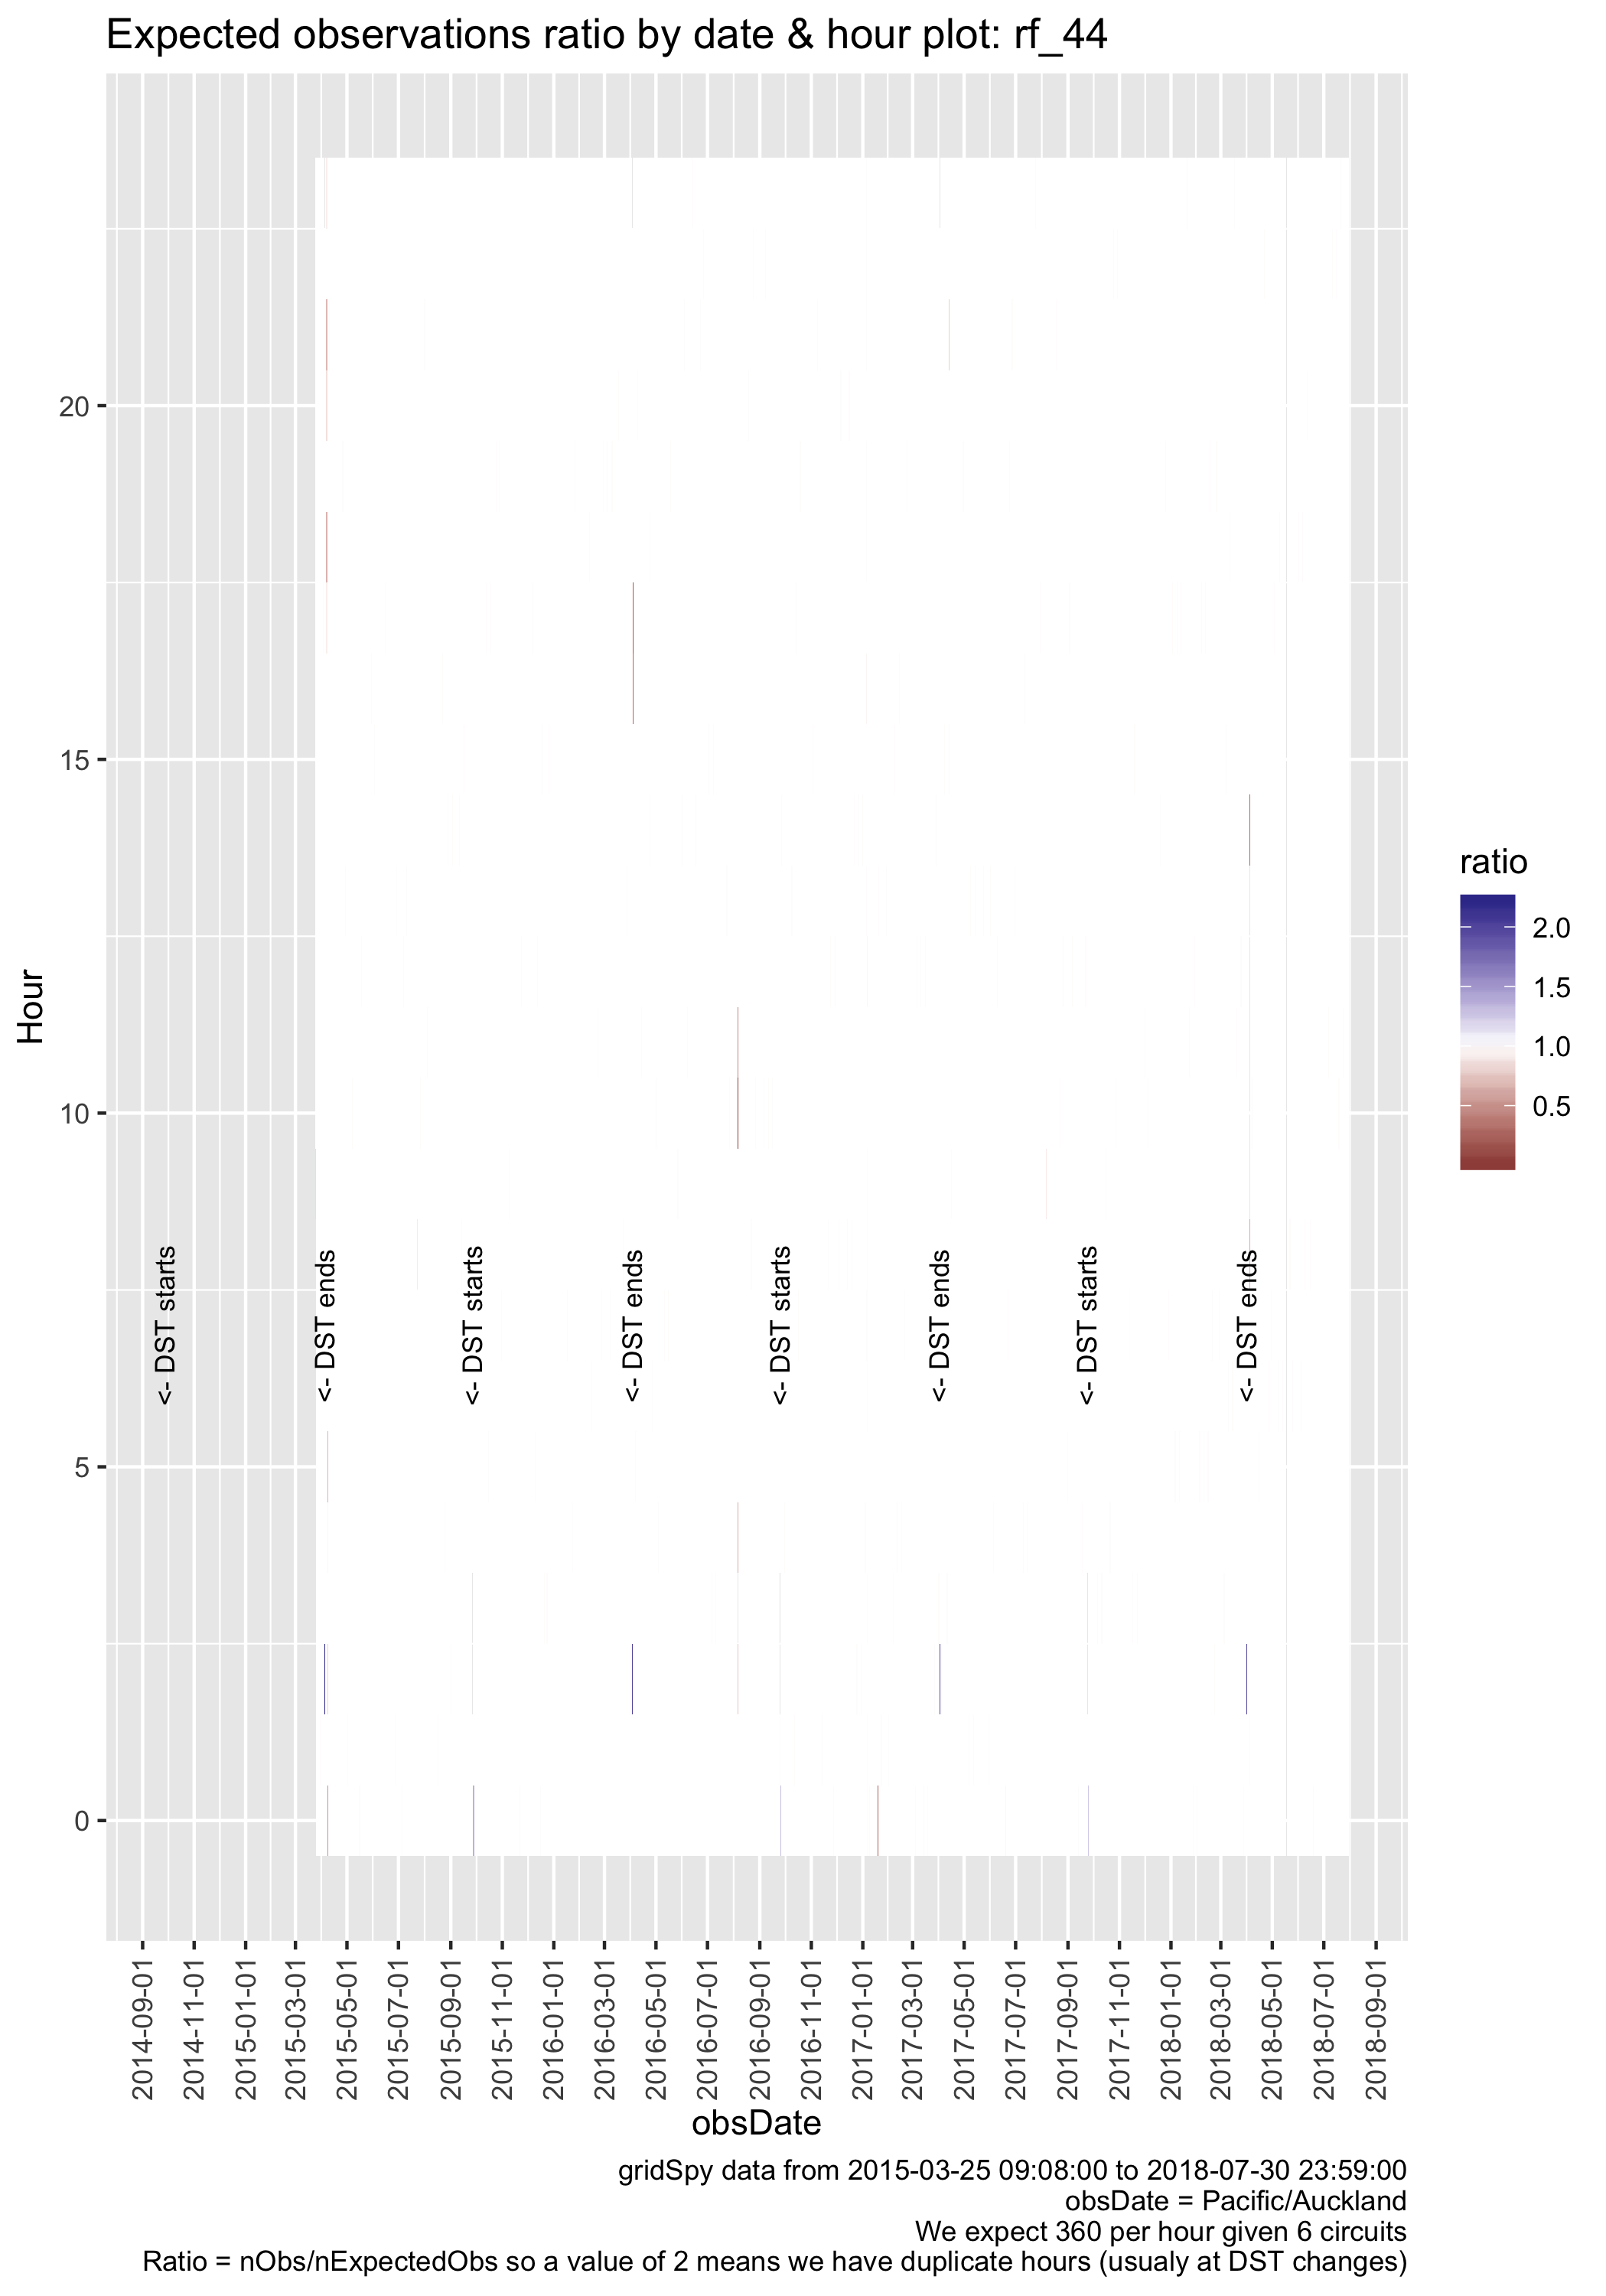 Expected observations ratio by date & hour plot: rf_44
Hour
20
15
10
5
0
<- DST starts
<- DST ends
<- DST starts
<- DST ends
<- DST starts
<- DST ends
<- DST starts
<- DST ends
ratio
2.0
1.5
1.0
0.5
2014-09-01
2014-11-01
2015-01-01
2015-03-01
2015-05-01
2015-07-01
2015-09-01
2015-11-01
2016-01-01
2016-03-01
2016-05-01
2016-07-01
2016-09-01
2016-11-01
2017-01-01
2017-03-01
2017-05-01
2017-07-01
2017-09-01
2017-11-01
2018-01-01
2018-03-01
2018-05-01
2018-07-01
2018-09-01
obsDate
gridSpy data from 2015-03-25 09:08:00 to 2018-07-30 23:59:00
obsDate = Pacific/Auckland
We expect 360 per hour given 6 circuits
Ratio = nObs/nExpectedObs so a value of 2 means we have duplicate hours (usualy at DST changes)